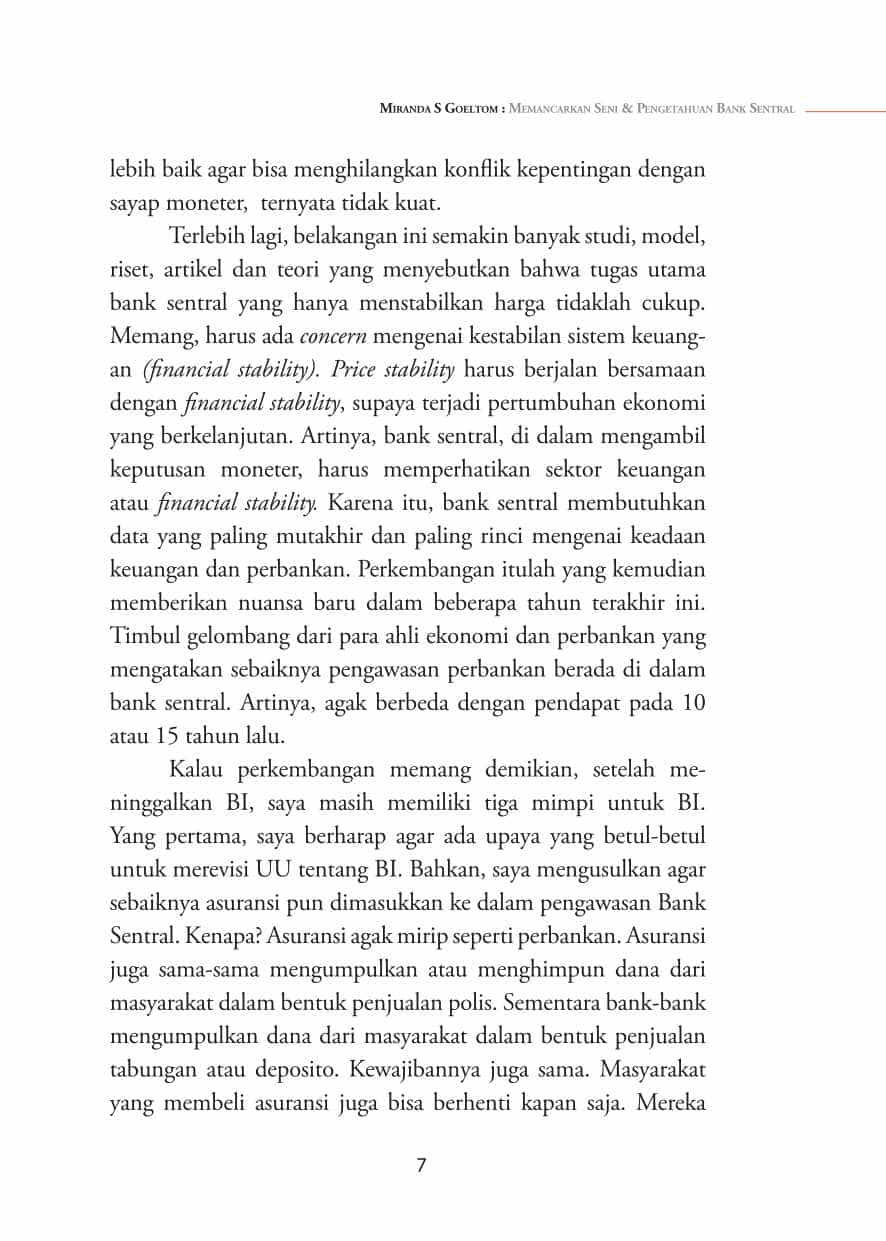 MIRANDA S GOELTOM : MEMANCARKAN SENI & PENGETAHUAN BANK SENTRAL
lebih baik agar bisa menghilangkan konflik kepentingan dengan
sayap moneter,  ternyata tidak kuat.
Terlebih lagi, belakangan ini semakin banyak studi, model,
riset, artikel dan teori yang menyebutkan bahwa tugas utama
bank sentral yang hanya menstabilkan harga tidaklah cukup.
Memang, harus ada concern mengenai kestabilan sistem keuang-
an (financial stability). Price stability harus berjalan bersamaan
dengan financial stability, supaya terjadi pertumbuhan ekonomi
yang berkelanjutan. Artinya, bank sentral, di dalam mengambil
keputusan moneter, harus memperhatikan sektor keuangan
atau financial stability. Karena itu, bank sentral membutuhkan
data yang paling mutakhir dan paling rinci mengenai keadaan
keuangan dan perbankan. Perkembangan itulah yang kemudian
memberikan nuansa baru dalam beberapa tahun terakhir ini.
Timbul gelombang dari para ahli ekonomi dan perbankan yang
mengatakan sebaiknya pengawasan perbankan berada di dalam
bank sentral. Artinya, agak berbeda dengan pendapat pada 10
atau 15 tahun lalu.
Kalau perkembangan memang demikian, setelah me-
ninggalkan BI, saya masih memiliki tiga mimpi untuk BI.
Yang pertama, saya berharap agar ada upaya yang betul-betul
untuk merevisi UU tentang BI. Bahkan, saya mengusulkan agar
sebaiknya asuransi pun dimasukkan ke dalam pengawasan Bank
Sentral. Kenapa? Asuransi agak mirip seperti perbankan. Asuransi
juga sama-sama mengumpulkan atau menghimpun dana dari
masyarakat dalam bentuk penjualan polis. Sementara bank-bank
mengumpulkan dana dari masyarakat dalam bentuk penjualan
tabungan atau deposito. Kewajibannya juga sama. Masyarakat
yang membeli asuransi juga bisa berhenti kapan saja. Mereka
7